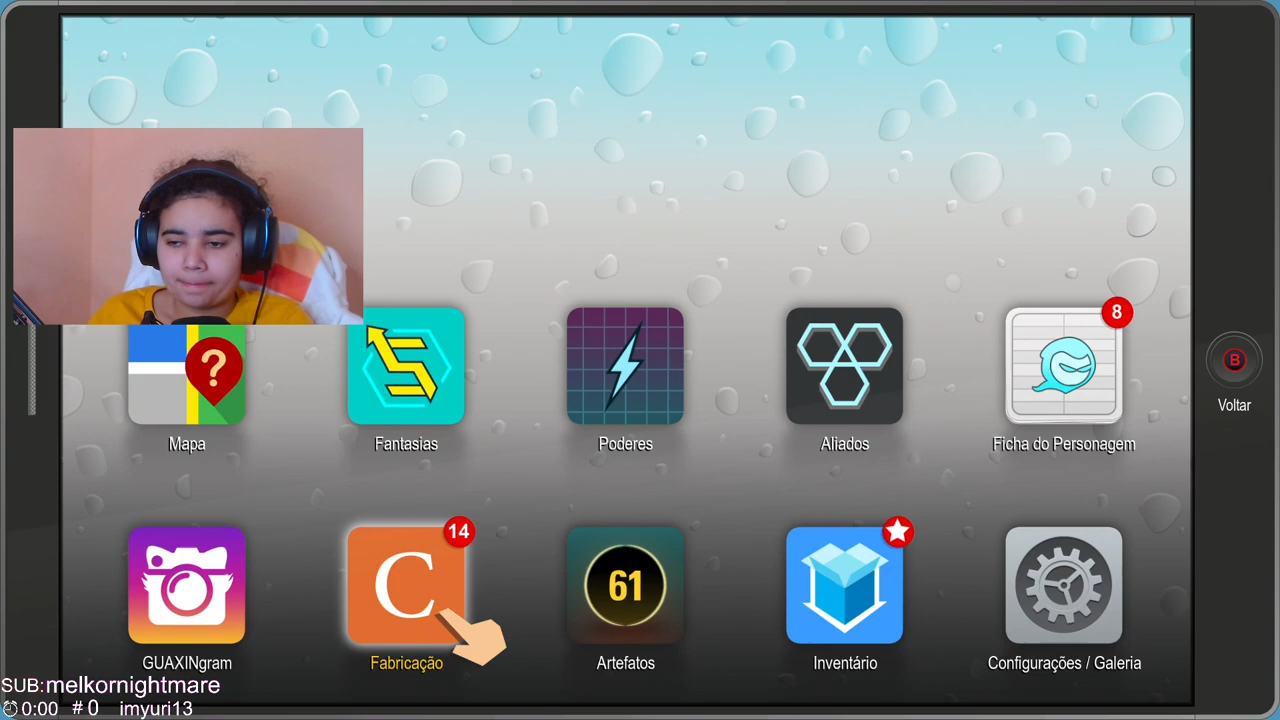 ?
8
Mapa
Fantasias
Poderes
Aliados
Ficha do Personagem
B
Voltar
14
C
61
GUAXINgram
Fabricação
Artefatos
Inventário
Configurações / Galeria
SUB:melkornightmare
0:00 # 0 imyuri13